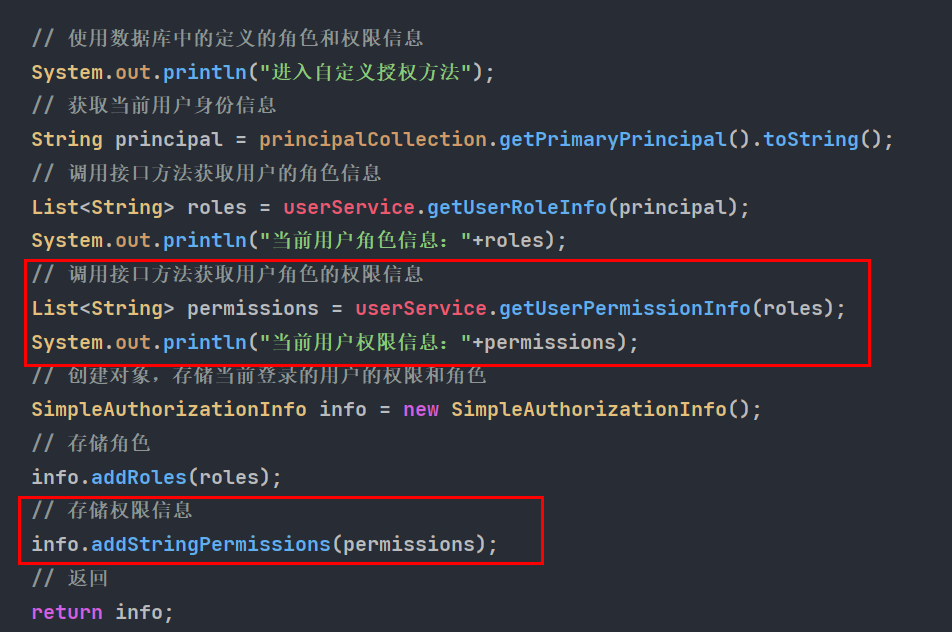 // 使用数据库中的定义的角色和权限信息
System.out.println("进入自定义授权方法");
// 获取当前用户身份信息
String principal = principalCollection.getPrimaryPrincipal().toString();
// 调用接口方法获取用户的角色信息
List<String> roles = userService.getUserRoleInfo(principal);
System.out.println("当前用户角色信息："+roles);
// 调用接口方法获取用户角色的权限信息
List<String> permissions = userService.getUserPermissionInfo(roles);
System.out.println("当前用户权限信息："+permissions);
// 创建对象，存储当前登录的用户的权限和角色
SimpleAuthorizationInfo info = new SimpleAuthorizationInfo();
// 存储角色
info.addRoles(roles);
// 存储权限信息
info.addStringPermissions(permissions);
// 返回
return info;